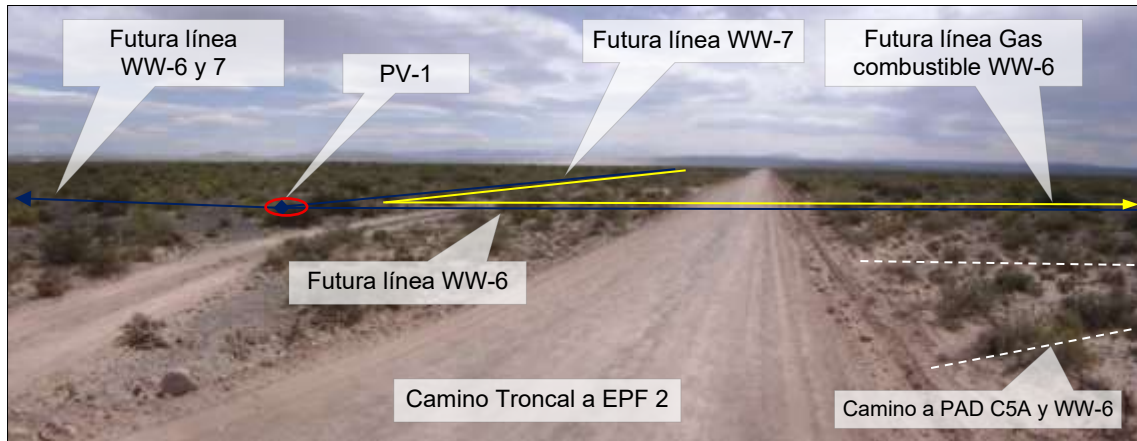 Futura línea
WW-6 y 7
PV-1
Futura línea WW-7
Futura línea Gas
combustible WW-6
Futura línea WW-6
Camino Troncal a EPF 2
Camino a PAD C5A y WW-6